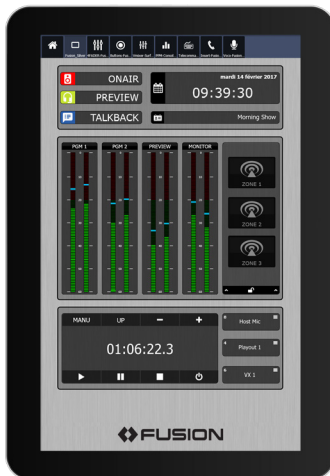 ONAIR
PREVIEW
TALKBACK
mardi 14 février 2017
09:39:30
Morning Show
PGM 1 PGM 2 PREVIEW MONITOR
ZONE 1
ZONE 2
ZONE 3
MANU UP − +
01:06:22.3
Host Mic
Playout 1
VX 1
FUSION